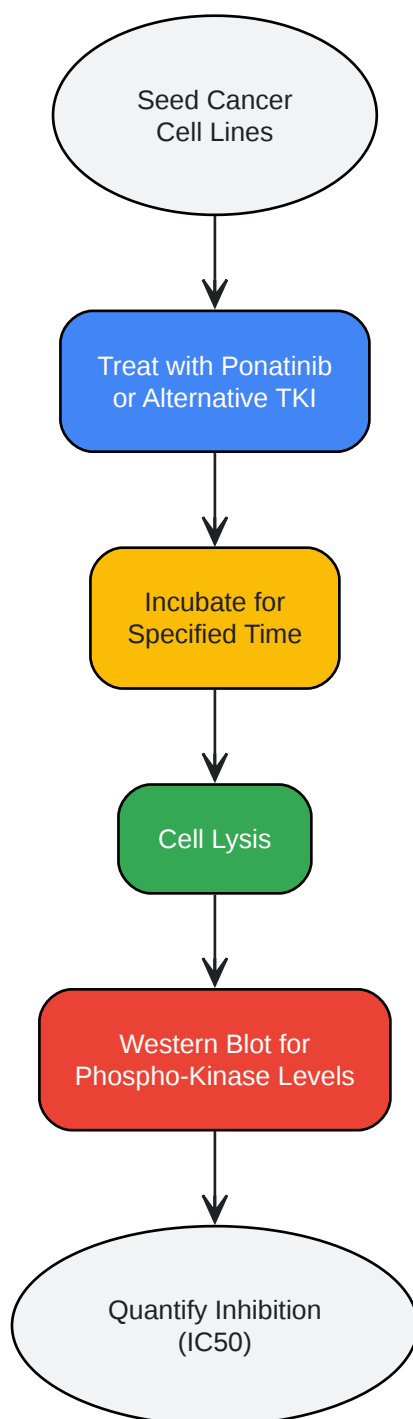 Seed Cancer
Cell Lines
Treat with Ponatinib
or Alternative TKI
Incubate for
Specified Time
Cell Lysis
Western Blot for
Phospho-Kinase Levels
Quantify Inhibition
(IC50)